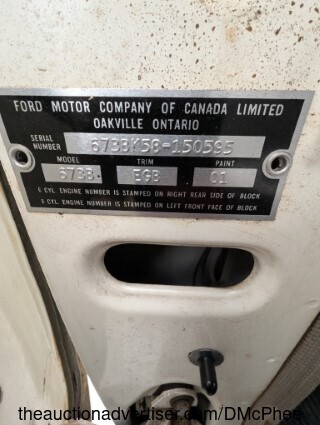 FORD MOTOR COMPANY OF CANADA LIMITED
OAKVILLE ONTARIO
SERIAL NUMBER 673BK58-150595
MODEL TRIM PAINT
673B. EGB C1
6 CYL ENGINE NUMBER IS STAMPED ON RIGHT REAR SIDE OF BLOCK
8 CYL ENGINE NUMBER IS STAMPED ON LEFT FRONT FACE OF BLOCK
theauctionadvertiser.com/DMcPhee